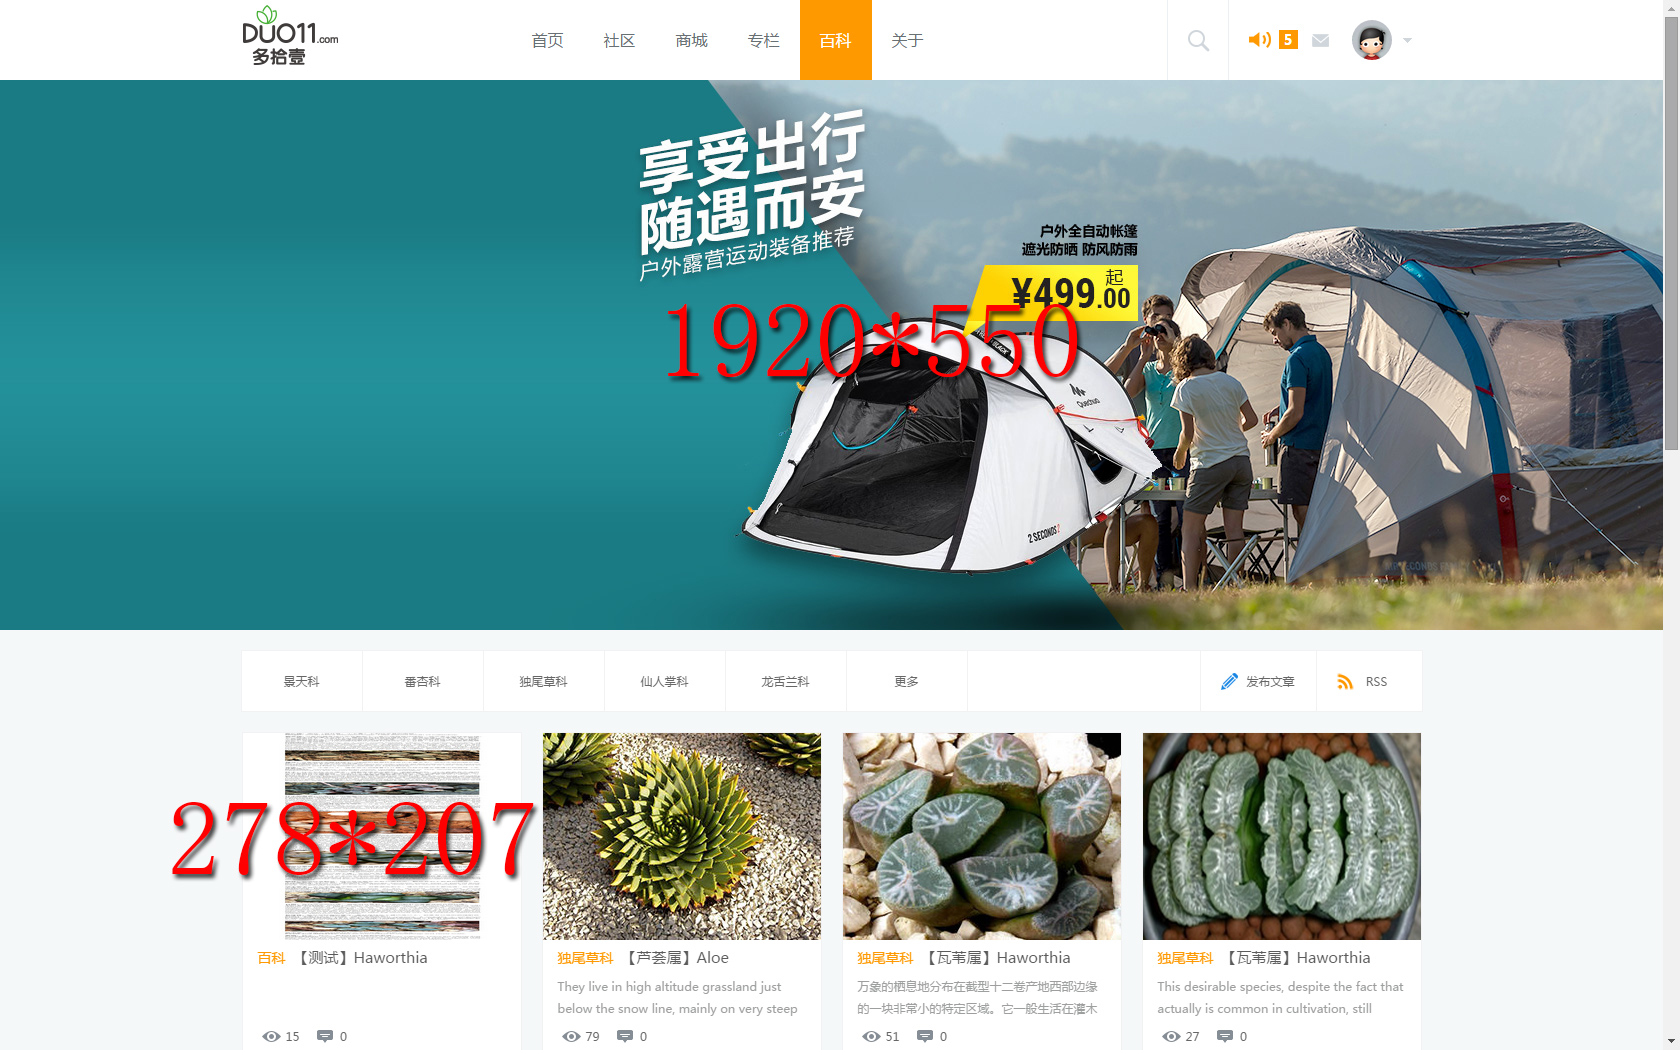 DUO11.com
多拾壹
首页 社区 商城 专栏 百科 关于
5
享受出行
随遇而安
户外露营运动装备推荐
户外全自动帐篷
遮光防晒 防风防雨
¥499.00起
1920*550
Quechua
2 SECONDS
景天科 番杏科 独尾草科 仙人掌科 龙舌兰科 更多 发布文章 RSS
278*207
百科 【测试】Haworthia
15 0
独尾草科 【芦荟属】Aloe
They live in high altitude grassland just
below the snow line, mainly on very steep
79 0
独尾草科 【瓦苇属】Haworthia
万象的栖息地分布在截型十二卷产地西部边缘
的一块非常小的特定区域。它一般生活在灌木
51 0
独尾草科 【瓦苇属】Haworthia
This desirable species, despite the fact that
actually is common in cultivation, still
27 0